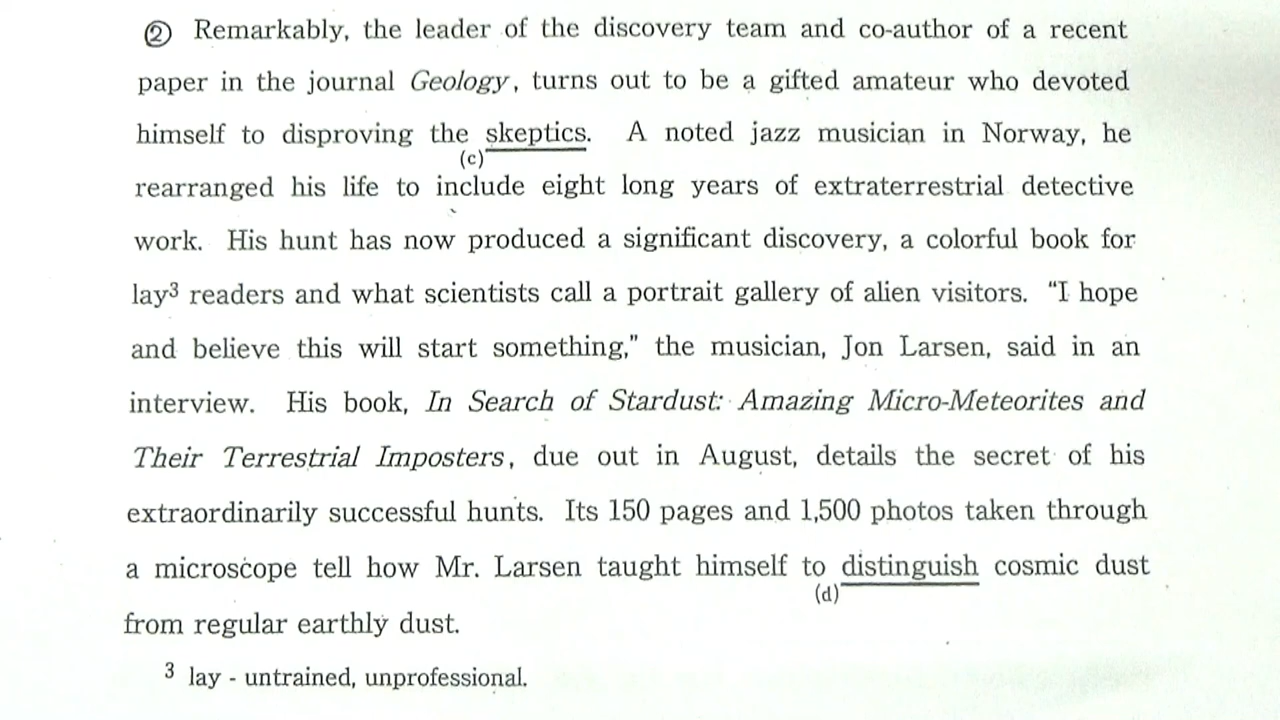 ② Remarkably, the leader of the discovery team and co-author of a recent
paper in the journal Geology, turns out to be a gifted amateur who devoted
himself to disproving the skeptics. A noted jazz musician in Norway, he
(c)
rearranged his life to include eight long years of extraterrestrial detective
work. His hunt has now produced a significant discovery, a colorful book for
lay³ readers and what scientists call a portrait gallery of alien visitors. "I hope
and believe this will start something," the musician, Jon Larsen, said in an
interview. His book, In Search of Stardust: Amazing Micro-Meteorites and
Their Terrestrial Imposters, due out in August, details the secret of his
extraordinarily successful hunts. Its 150 pages and 1,500 photos taken through
a microscope tell how Mr. Larsen taught himself to distinguish cosmic dust
(d)
from regular earthly dust.
³ lay - untrained, unprofessional.